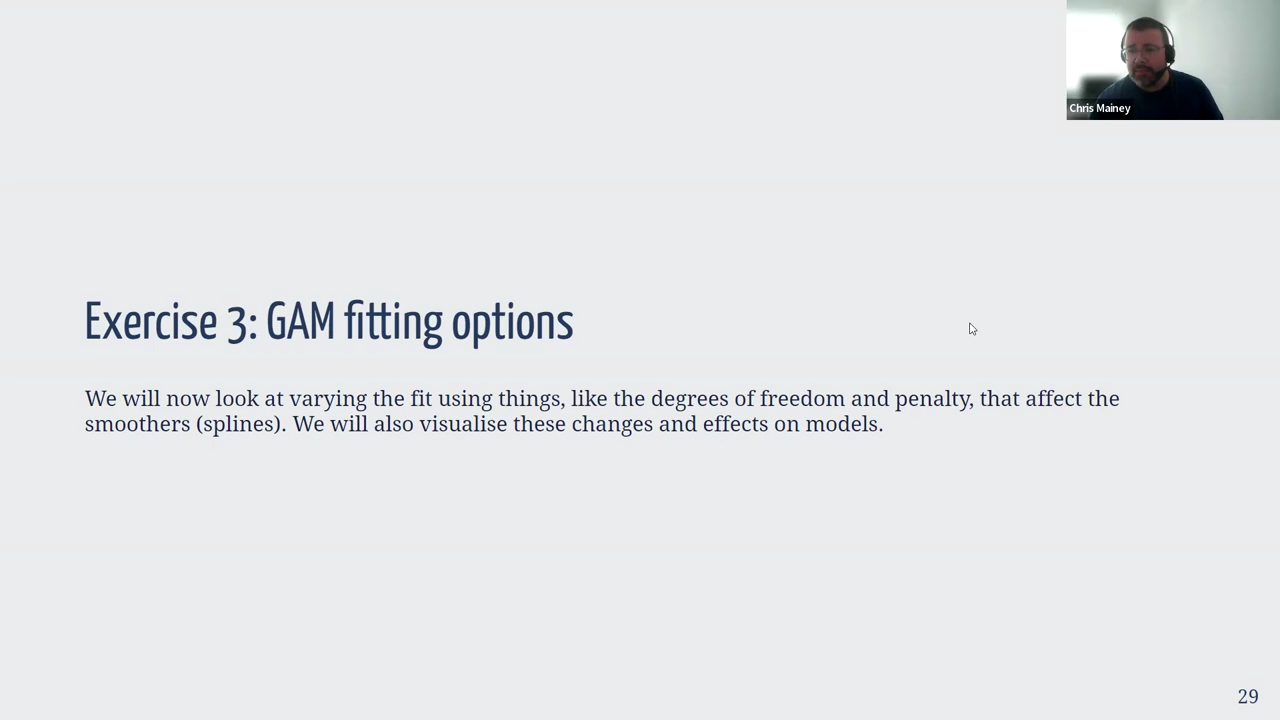 Chris Mainey
Exercise 3: GAM fitting options
We will now look at varying the fit using things, like the degrees of freedom and penalty, that affect the
smoothers (splines). We will also visualise these changes and effects on models.
29